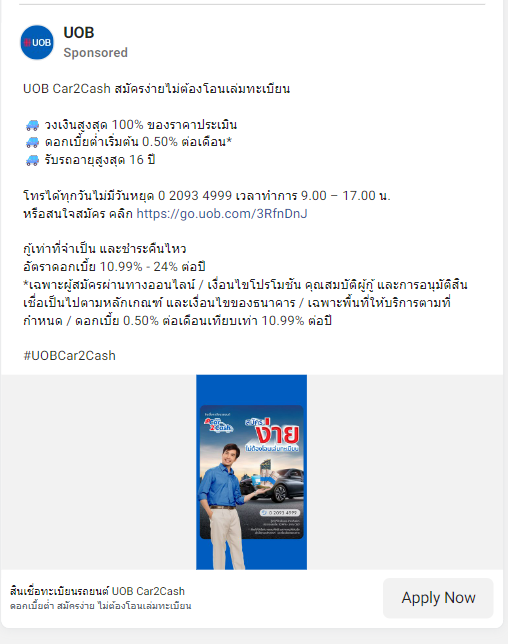 UOB
UOB
Sponsored
UOB Car2Cash สมัครง่ายไม่ต้องโอนเล่มทะเบียน
🚙 วงเงินสูงสุด 100% ของราคาประเมิน
🚙 ดอกเบี้ยต่ำเริ่มต้น 0.50% ต่อเดือน*
🚙 รับรถอายุสูงสุด 16 ปี
โทรได้ทุกวันไม่มีวันหยุด 0 2093 4999 เวลาทำการ 9.00 – 17.00 น.
หรือสนใจสมัคร คลิก https://go.uob.com/3RfnDnJ
กู้เท่าที่จำเป็น และชำระคืนไหว
อัตราดอกเบี้ย 10.99% - 24% ต่อปี
*เฉพาะผู้สมัครผ่านทางออนไลน์ / เงื่อนไขโปรโมชัน คุณสมบัติผู้กู้ และการอนุมัติสิน
เชื่อเป็นไปตามหลักเกณฑ์ และเงื่อนไขของธนาคาร / เฉพาะพื้นที่ให้บริการตามที่
กำหนด / ดอกเบี้ย 0.50% ต่อเดือนเทียบเท่า 10.99% ต่อปี
#UOBCar2Cash
Car
2Cash
สมัคร
ง่าย
ไม่ต้องโอนเล่มทะเบียน
0 2093 4999
สินเชื่อทะเบียนรถยนต์ UOB Car2Cash
ดอกเบี้ยต่ำ สมัครง่าย ไม่ต้องโอนเล่มทะเบียน
Apply Now